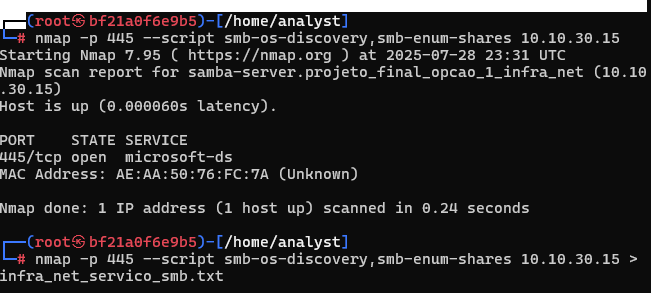 ┌──(root㉿bf21a0f6e9b5)-[/home/analyst]
└─# nmap -p 445 --script smb-os-discovery,smb-enum-shares 10.10.30.15
Starting Nmap 7.95 ( https://nmap.org ) at 2025-07-28 23:31 UTC
Nmap scan report for samba-server.projeto_final_opcao_1_infra_net (10.10
.30.15)
Host is up (0.000060s latency).
PORT    STATE SERVICE
445/tcp open  microsoft-ds
MAC Address: AE:AA:50:76:FC:7A (Unknown)
Nmap done: 1 IP address (1 host up) scanned in 0.24 seconds
┌──(root㉿bf21a0f6e9b5)-[/home/analyst]
└─# nmap -p 445 --script smb-os-discovery,smb-enum-shares 10.10.30.15 >
infra_net_servico_smb.txt